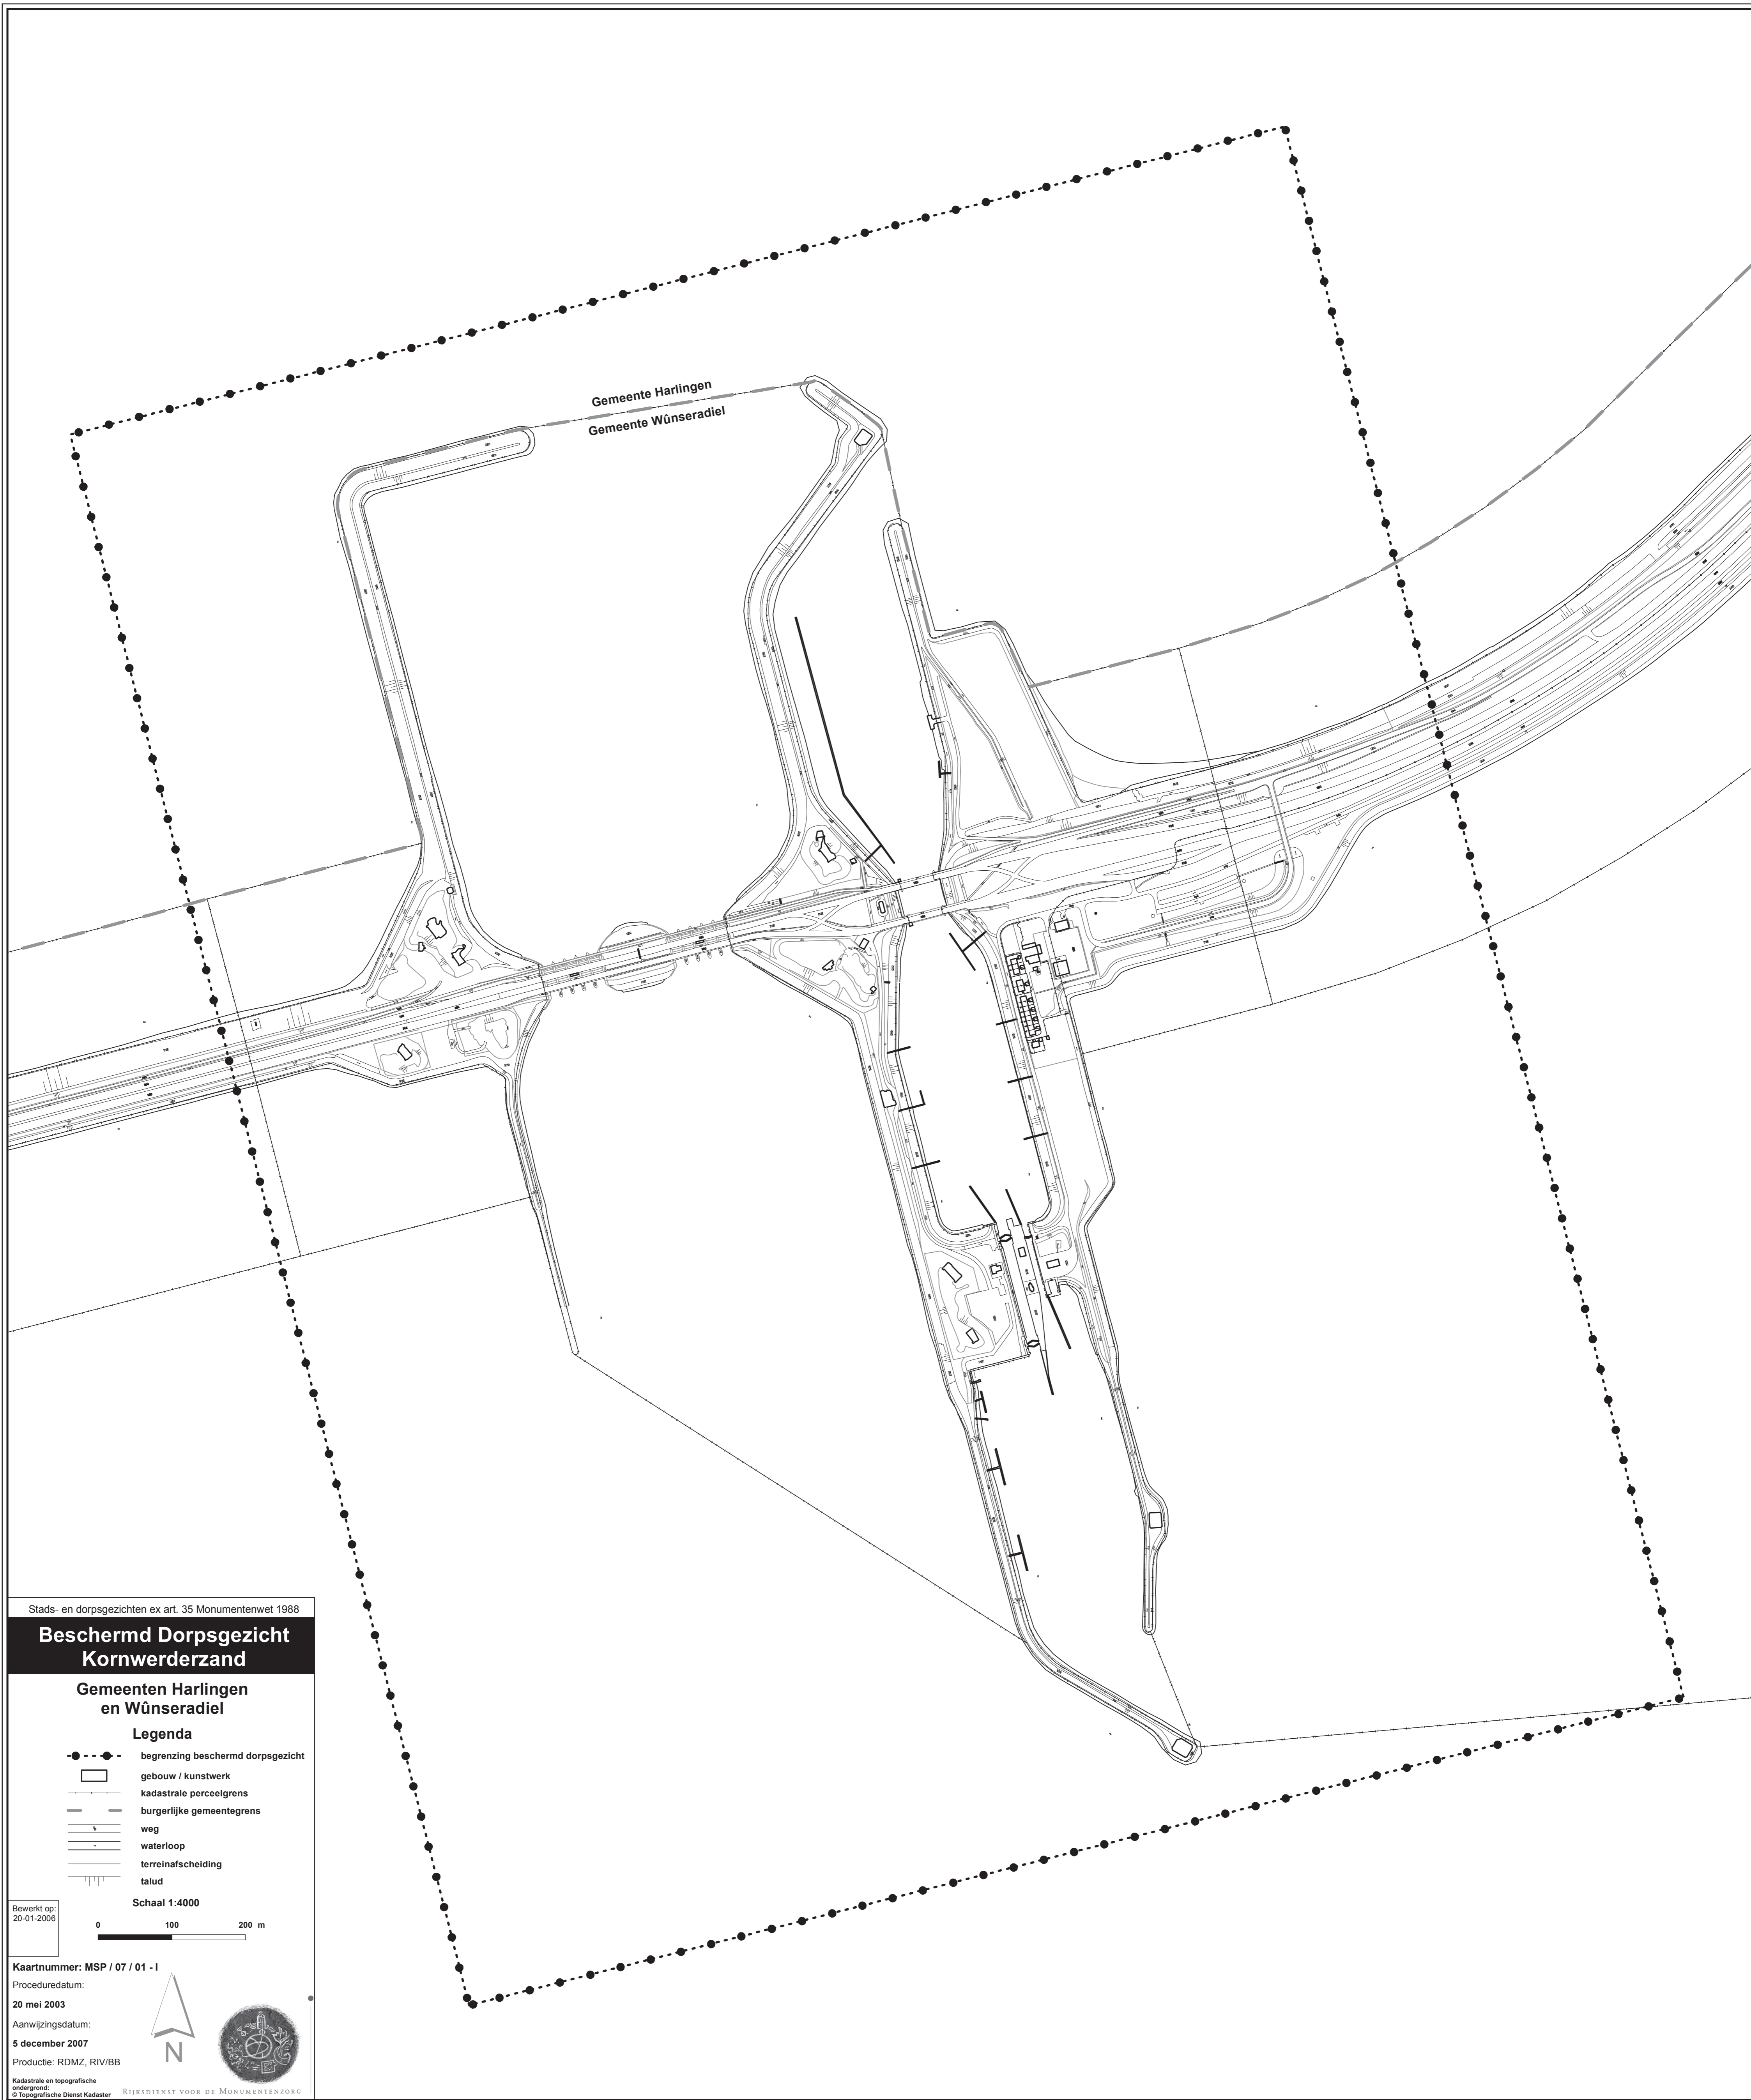 Gemeente Harlingen
Gemeente Wûnseradiel
Stads- en dorpsgezichten ex art. 35 Monumentenwet 1988
Beschermd Dorpsgezicht
Kornwerderzand
Gemeenten Harlingen
en Wûnseradiel
Legenda
begrenzing beschermd dorpsgezicht
gebouw / kunstwerk
kadastrale perceelgrens
burgerlijke gemeentegrens
weg
waterloop
terreinafscheiding
talud
Schaal 1:4000
Bewerkt op:
20-01-2006
0 100 200 m
Kaartnummer: MSP / 07 / 01 - I
Proceduredatum:
20 mei 2003
Aanwijzingsdatum:
5 december 2007
Productie: RDMZ, RIV/BB
N
Kadastrale en topografische
ondergrond:
© Topografische Dienst Kadaster
Rijksdienst voor de Monumentenzorg